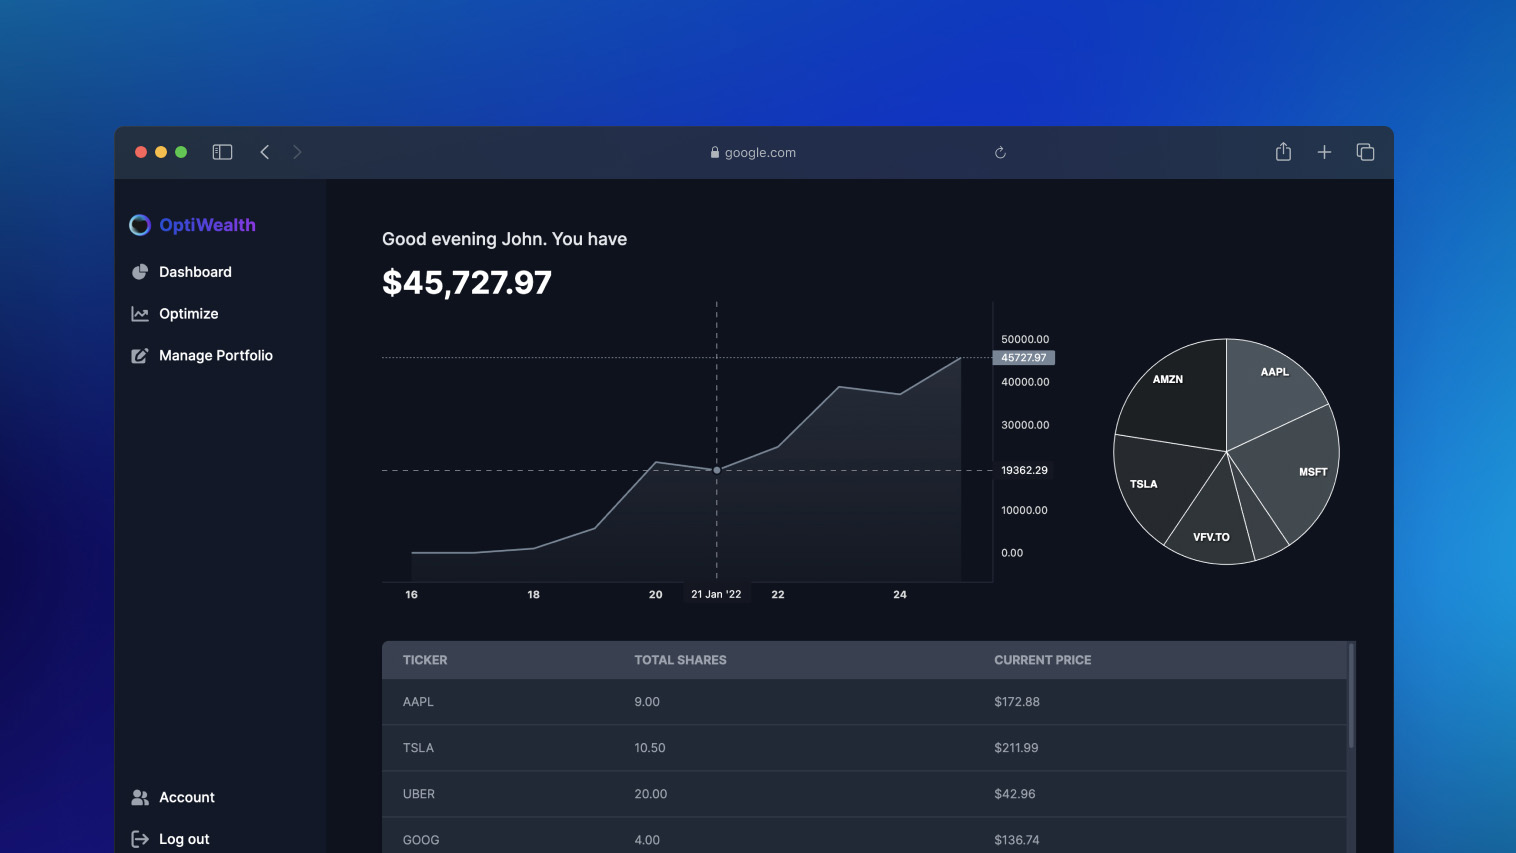 google.com
OptiWealth
Dashboard
Optimize
Manage Portfolio
Account
Log out
Good evening John. You have
$45,727.97
50000.00
45727.97
40000.00
30000.00
19362.29
10000.00
0.00
16 18 20 21 Jan '22 22 24
AMZN
AAPL
MSFT
TSLA
VFV.TO
TICKER TOTAL SHARES CURRENT PRICE
AAPL 9.00 $172.88
TSLA 10.50 $211.99
UBER 20.00 $42.96
GOOG 4.00 $136.74